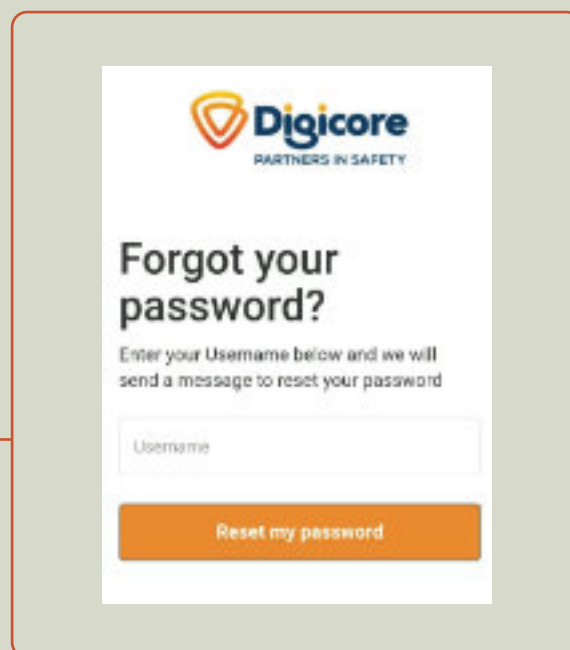 Digicore
PARTNERS IN SAFETY
Forgot your
password?
Enter your Username below and we will
send a message to reset your password
Username
Reset my password